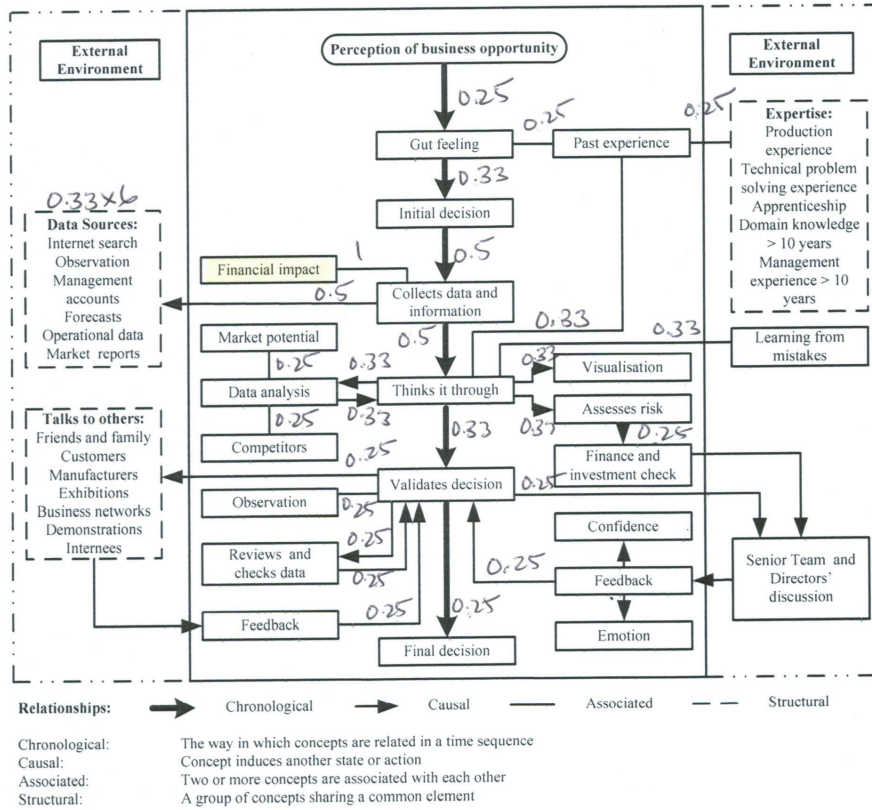 External
Environment
Perception of business opportunity
External
Environment
0.25
0.25
0.25
Gut feeling
Past experience
Expertise:
Production
experience
Technical problem
solving experience
Apprenticeship
Domain knowledge
> 10 years
Management
experience > 10
years
0.33
Initial decision
0.33x6
Data Sources:
Internet search
Observation
Management
accounts
Forecasts
Operational data
Market reports
0.5
Financial impact
1
0.5
Collects data and
information
0.5
0.33
0.33
Learning from
mistakes
Market potential
0.25
0.33
Data analysis
0.33
Thinks it through
0.33
Visualisation
Assesses risk
0.33
0.25
Competitors
0.33
0.25
Finance and
investment check
Talks to others:
Friends and family
Customers
Manufacturers
Exhibitions
Business networks
Demonstrations
Internees
0.25
Validates decision
0.25
Observation
0.25
Confidence
0.25
Reviews and
checks data
0.25
0.25
Feedback
Senior Team and
Directors'
discussion
Feedback
0.25
0.25
Emotion
Final decision
Relationships:
Chronological
Causal
Associated
Structural
Chronological: The way in which concepts are related in a time sequence
Causal: Concept induces another state or action
Associated: Two or more concepts are associated with each other
Structural: A group of concepts sharing a common element